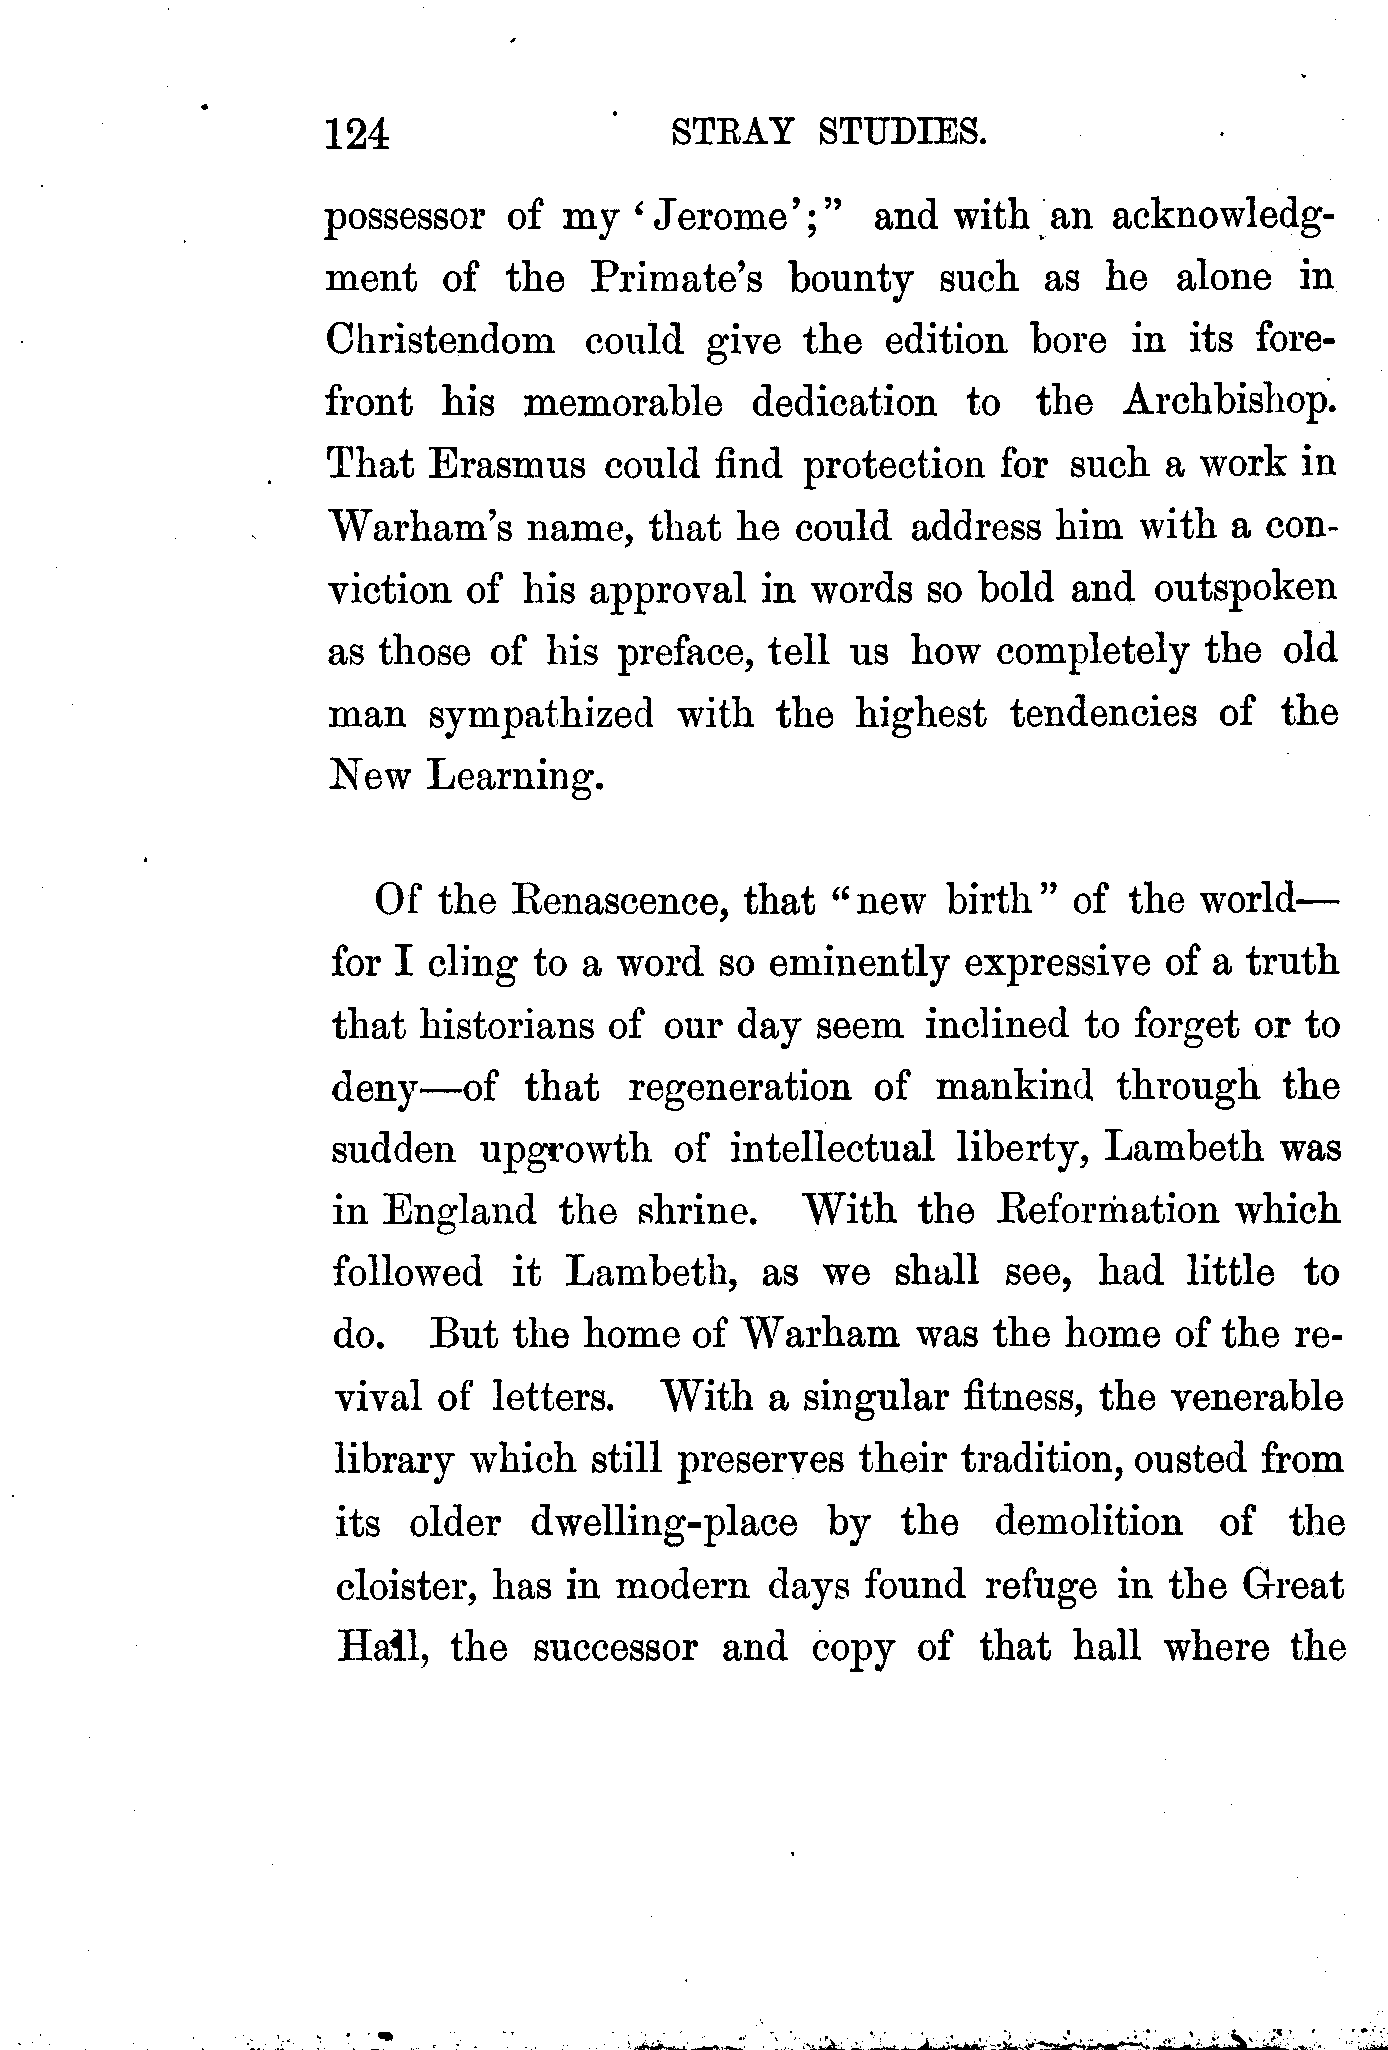 124 STRAY STUDIES.
possessor of my ‘Jerome’;” and with an acknowledg-
ment of the Primate’s bounty such as he alone in
Christendom could give the edition bore in its fore-
front his memorable dedication to the Archbishop.
That Erasmus could find protection for such a work in
Warham’s name, that he could address him with a con-
viction of his approval in words so bold and outspoken
as those of his preface, tell us how completely the old
man sympathized with the highest tendencies of the
New Learning.
Of the Renascence, that “new birth” of the world—
for I cling to a word so eminently expressive of a truth
that historians of our day seem inclined to forget or to
deny—of that regeneration of mankind through the
sudden upgrowth of intellectual liberty, Lambeth was
in England the shrine. With the Reformation which
followed it Lambeth, as we shall see, had little to
do. But the home of Warham was the home of the re-
vival of letters. With a singular fitness, the venerable
library which still preserves their tradition, ousted from
its older dwelling-place by the demolition of the
cloister, has in modern days found refuge in the Great
Hall, the successor and copy of that hall where the